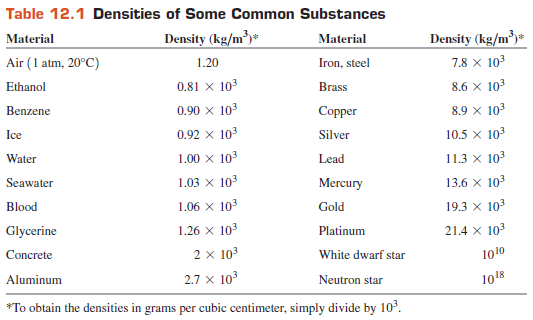 Table 12.1 Densities of Some Common Substances
Material Density (kg/m³)* Material Density (kg/m³)*
Air (1 atm, 20°C) 1.20 Iron, steel 7.8 × 10³
Ethanol 0.81 × 10³ Brass 8.6 × 10³
Benzene 0.90 × 10³ Copper 8.9 × 10³
Ice 0.92 × 10³ Silver 10.5 × 10³
Water 1.00 × 10³ Lead 11.3 × 10³
Seawater 1.03 × 10³ Mercury 13.6 × 10³
Blood 1.06 × 10³ Gold 19.3 × 10³
Glycerine 1.26 × 10³ Platinum 21.4 × 10³
Concrete 2 × 10³ White dwarf star 10¹⁰
Aluminum 2.7 × 10³ Neutron star 10¹⁸
*To obtain the densities in grams per cubic centimeter, simply divide by 10³.